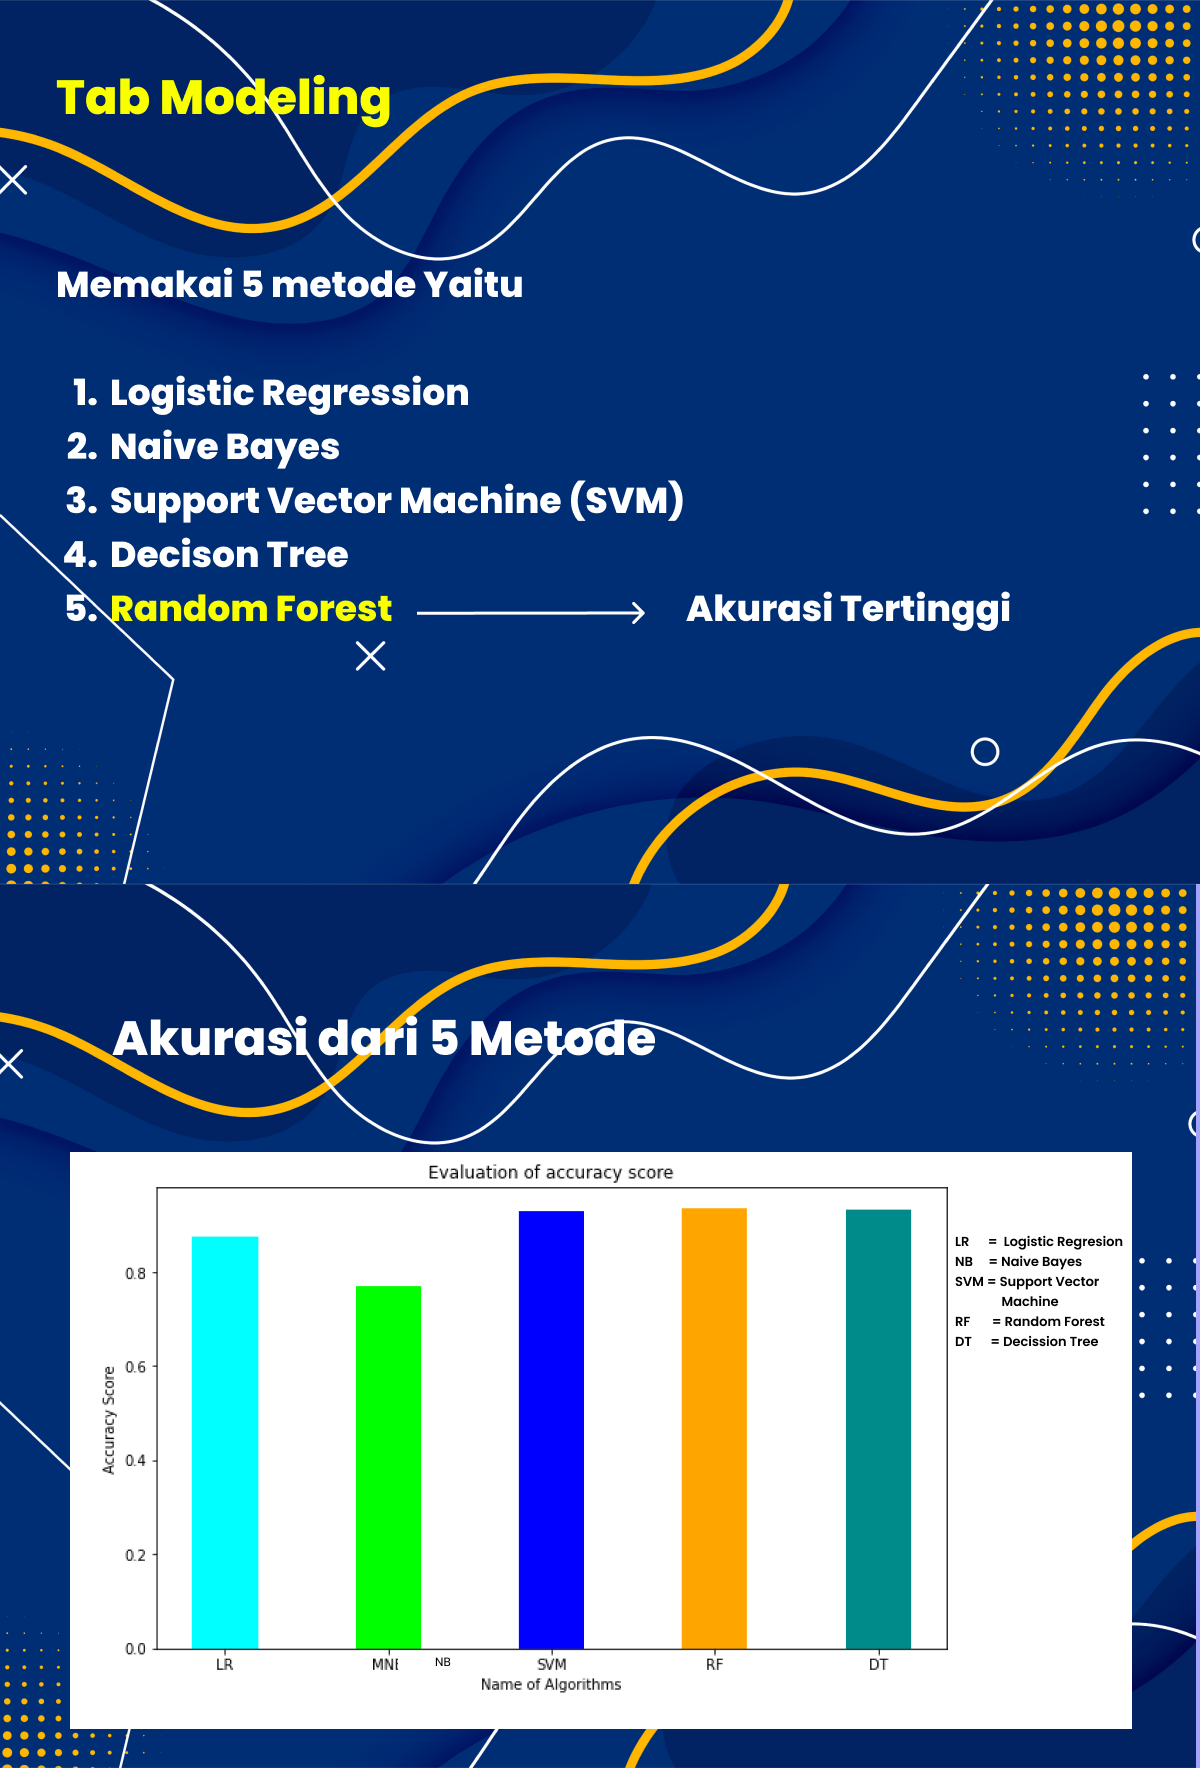 Tab Modeling
Memakai 5 metode Yaitu
1. Logistic Regression
2. Naive Bayes
3. Support Vector Machine (SVM)
4. Decison Tree
5. Random Forest
Akurasi Tertinggi
Akurasi dari 5 Metode
Evaluation of accuracy score
Accuracy Score
0.8
0.6
0.4
0.2
0.0
LR NB SVM RF DT
Name of Algorithms
LR = Logistic Regresion
NB = Naive Bayes
SVM = Support Vector
Machine
RF = Random Forest
DT = Decission Tree